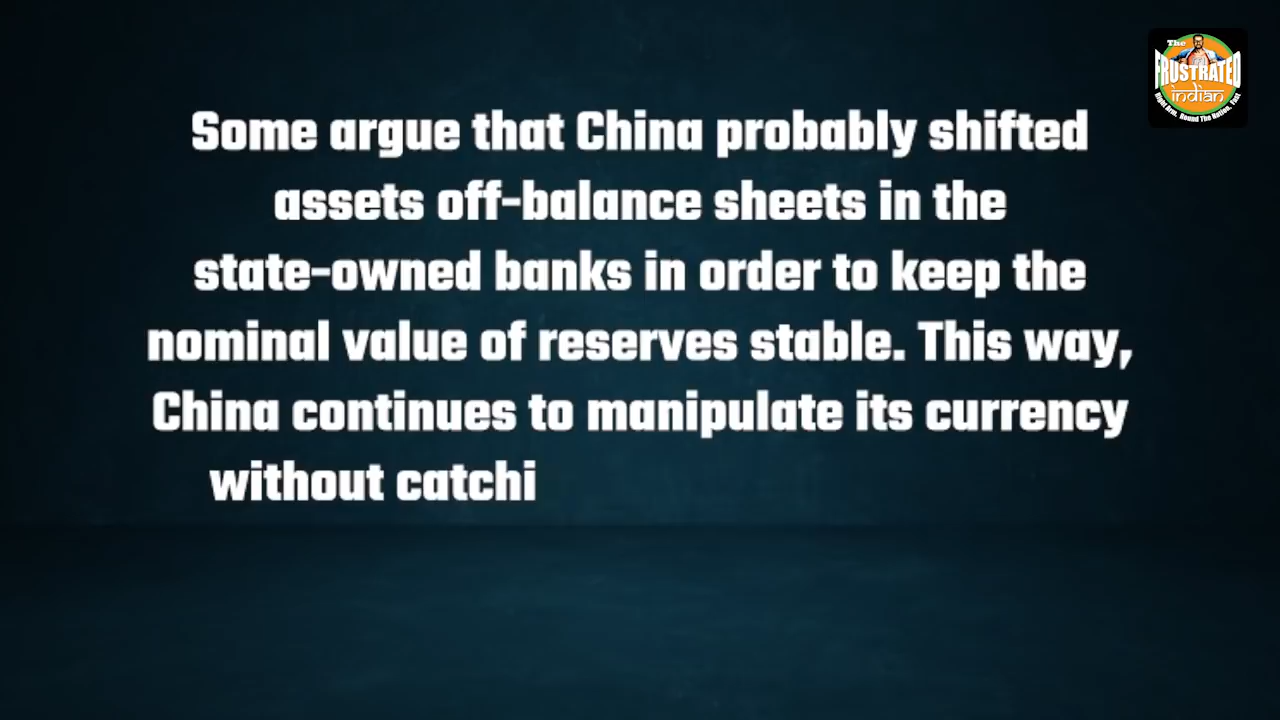 The
FRUSTRATED
indian
Some argue that China probably shifted
assets off-balance sheets in the
state-owned banks in order to keep the
nominal value of reserves stable. This way,
China continues to manipulate its currency
without catchi